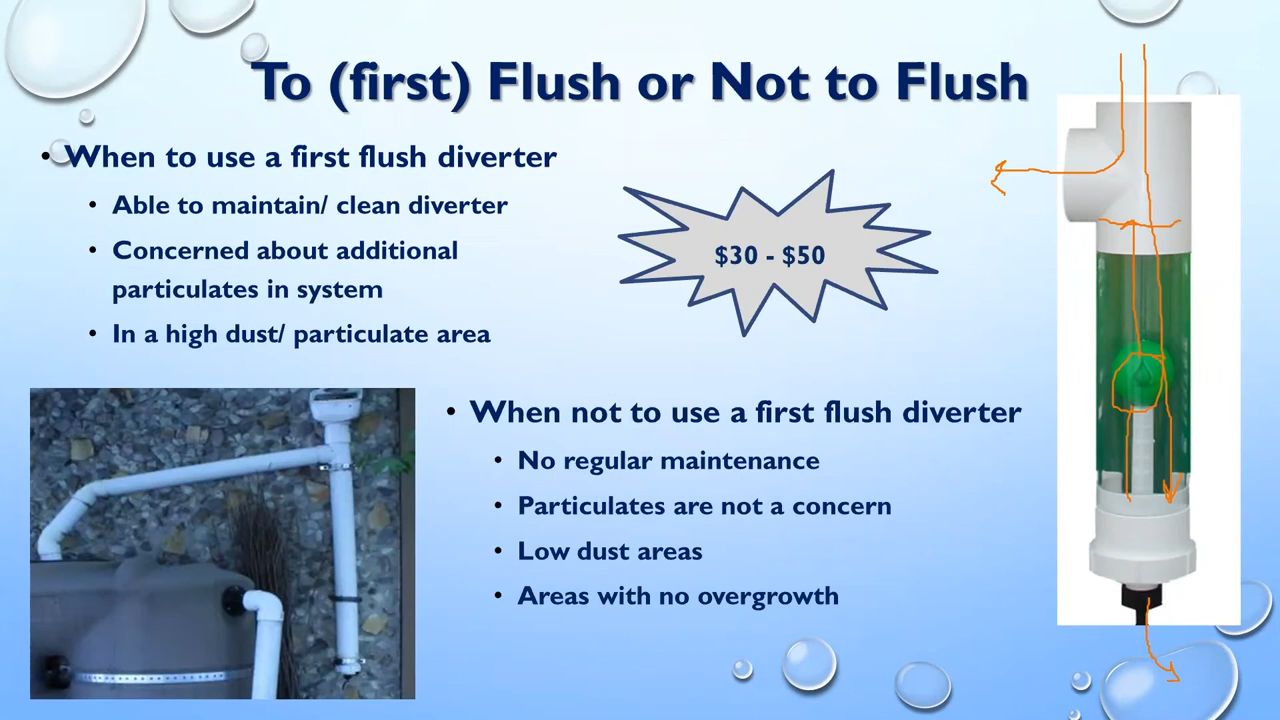 To (first) Flush or Not to Flush
• When to use a first flush diverter
• Able to maintain/ clean diverter
• Concerned about additional
particulates in system
• In a high dust/ particulate area
$30 - $50
• When not to use a first flush diverter
• No regular maintenance
• Particulates are not a concern
• Low dust areas
• Areas with no overgrowth